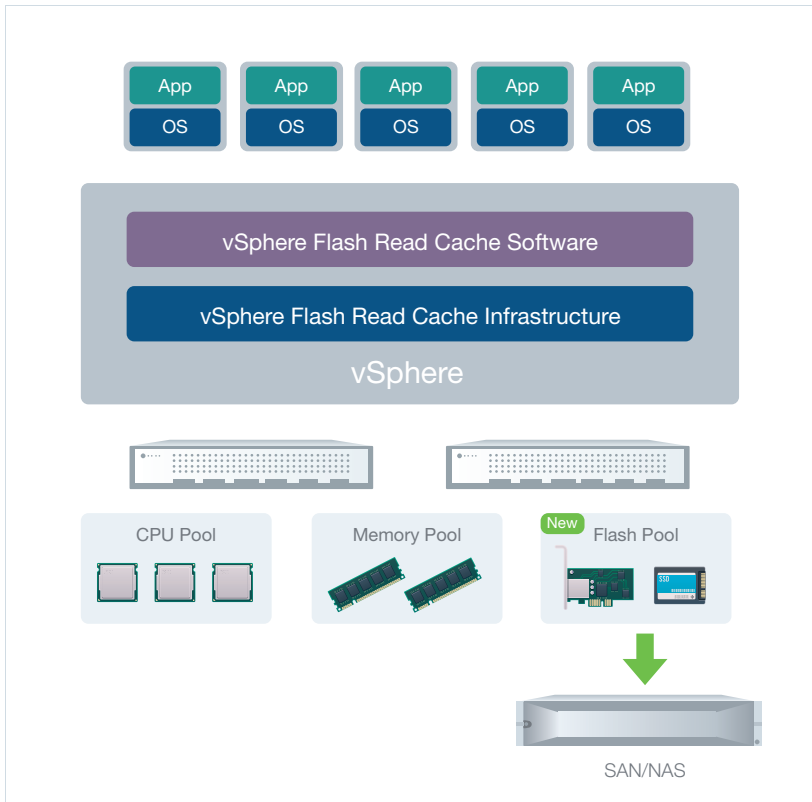 App App App App App
OS OS OS OS OS
vSphere Flash Read Cache Software
vSphere Flash Read Cache Infrastructure
vSphere
CPU Pool
Memory Pool
New
Flash Pool
SSD
SAN/NAS